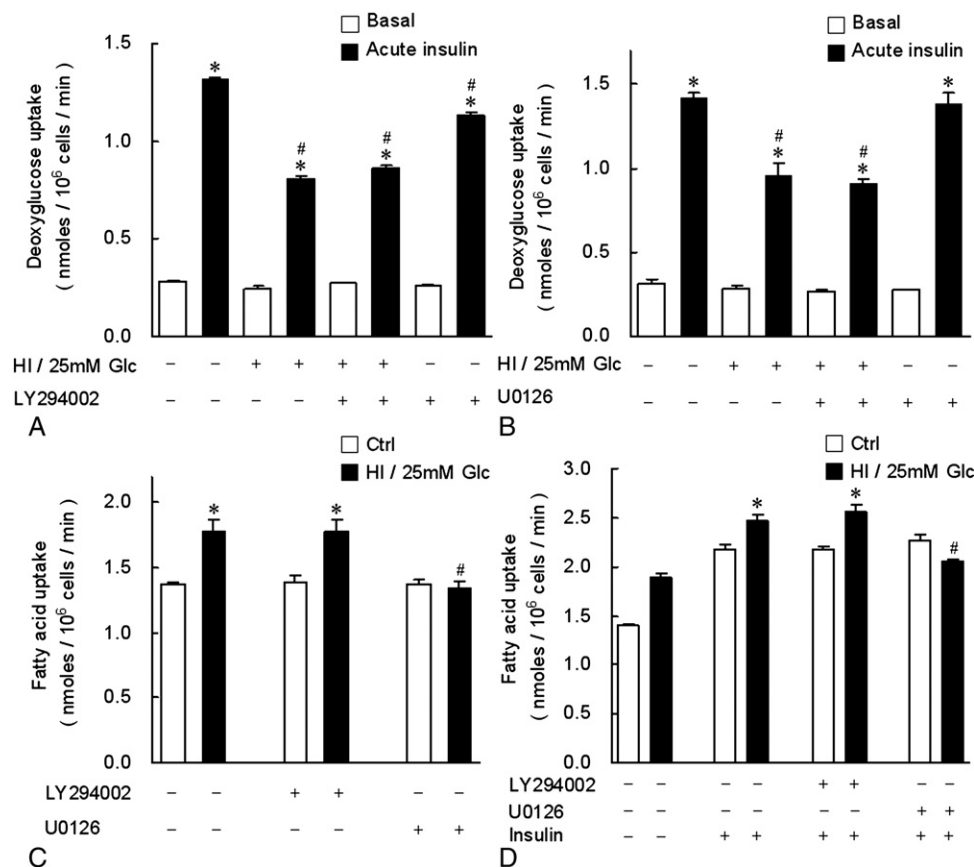 Basal
Acute insulin
Deoxyglucose uptake
( nmoles / 10⁶ cells / min )
1.5
1.0
0.5
0.0
* * # * # * #
HI / 25mM Glc – – + + + + – –
LY294002 – – – – + + + +
A
Basal
Acute insulin
Deoxyglucose uptake
( nmoles / 10⁶ cells / min )
1.5
1.0
0.5
0.0
* # * # * *
HI / 25mM Glc – – + + + + – –
U0126 – – – – + + + +
B
Ctrl
HI / 25mM Glc
Fatty acid uptake
( nmoles / 10⁶ cells / min )
2.0
1.5
1.0
0.5
0.0
* * #
LY294002 – – + + – –
U0126 – – – – + +
C
Ctrl
HI / 25mM Glc
Fatty acid uptake
( nmoles / 10⁶ cells / min )
3.0
2.5
2.0
1.5
1.0
0.5
0.0
* * #
LY294002 – – – – + + – –
U0126 – – – – – – + +
Insulin – – + + + + + +
D